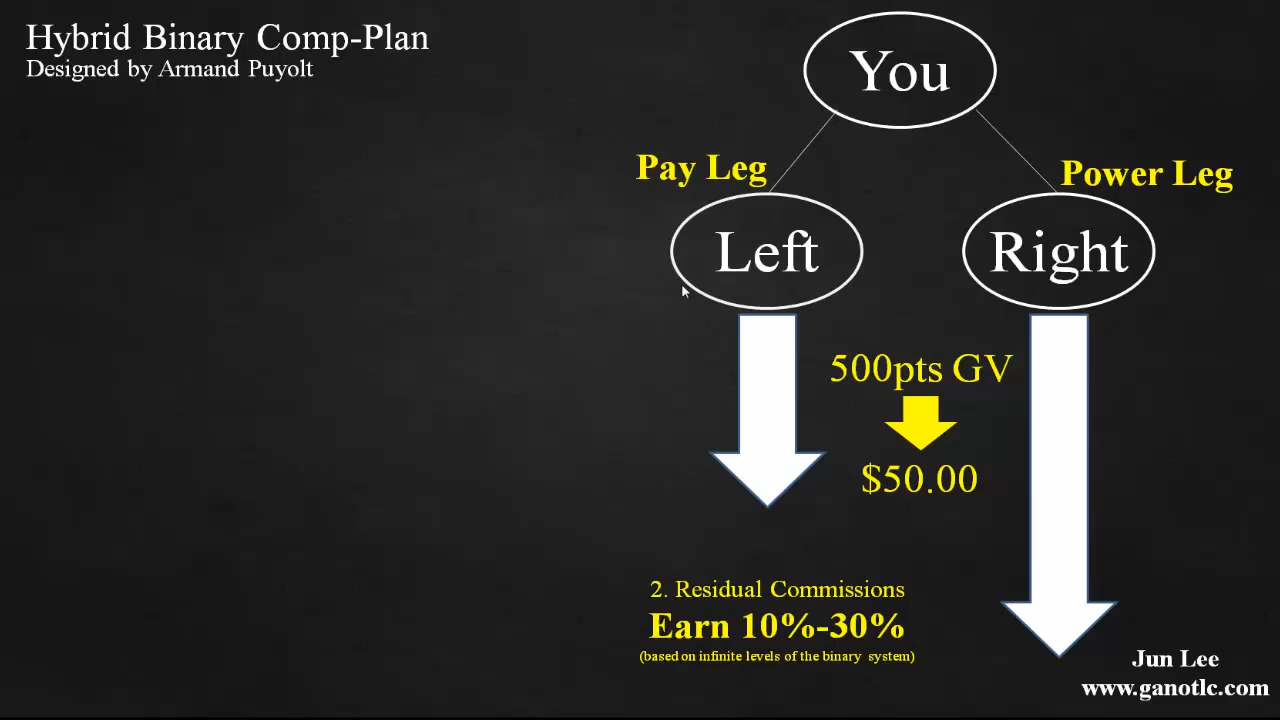 Hybrid Binary Comp-Plan
Designed by Armand Puyolt
You
Pay Leg
Power Leg
Left
Right
500pts GV
$50.00
2. Residual Commissions
Earn 10%-30%
(based on infinite levels of the binary system)
Jun Lee
www.ganotlc.com